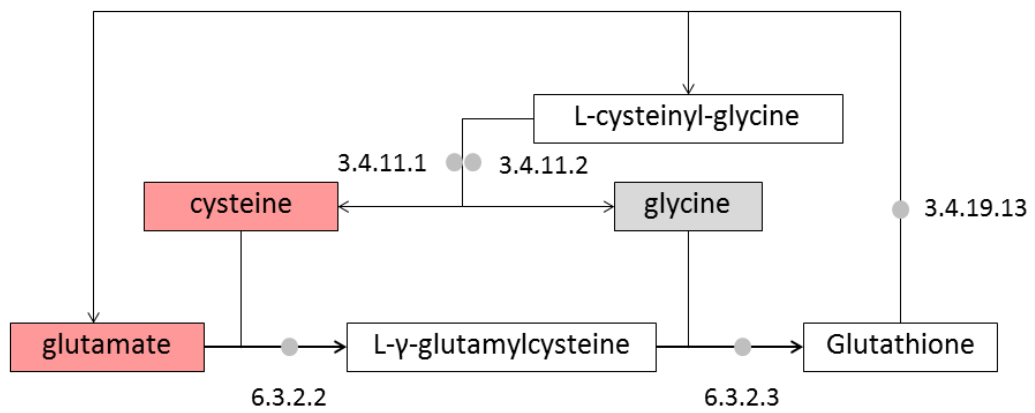 L-cysteinyl-glycine
3.4.11.1
3.4.11.2
cysteine
glycine
3.4.19.13
glutamate
L-γ-glutamylcysteine
Glutathione
6.3.2.2
6.3.2.3